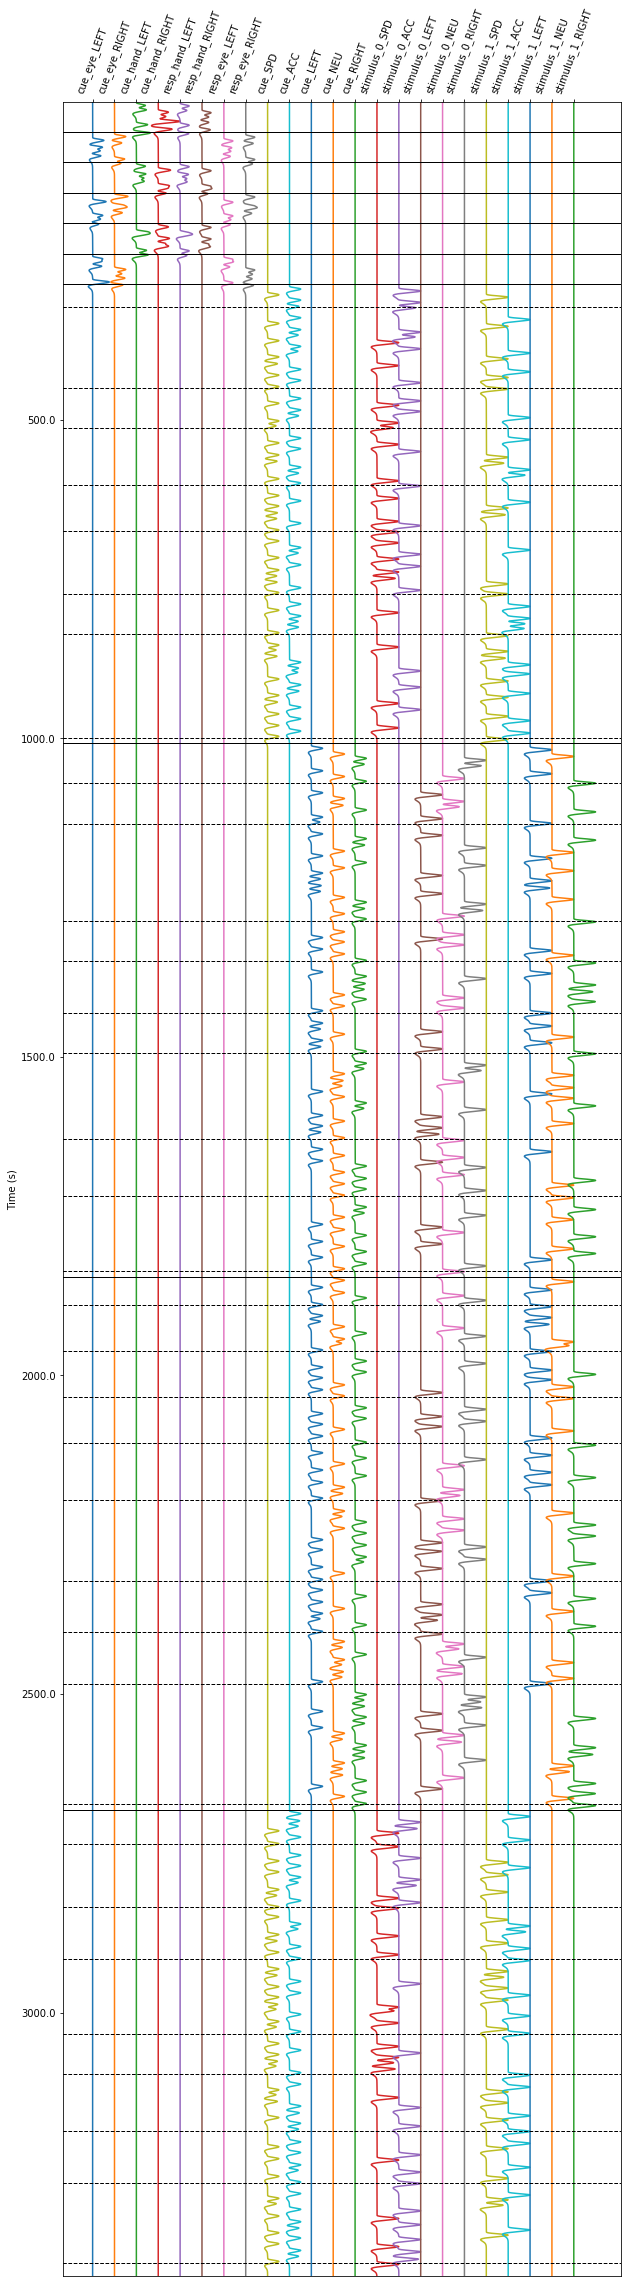 cue_eye_LEFT
cue_eye_RIGHT
cue_hand_LEFT
cue_hand_RIGHT
resp_hand_LEFT
resp_hand_RIGHT
resp_eye_LEFT
resp_eye_RIGHT
cue_SPD
cue_ACC
cue_LEFT
cue_NEU
cue_RIGHT
stimulus_0_SPD
stimulus_0_ACC
stimulus_0_LEFT
stimulus_0_NEU
stimulus_0_RIGHT
stimulus_1_SPD
stimulus_1_ACC
stimulus_1_LEFT
stimulus_1_NEU
stimulus_1_RIGHT
500.0
1000.0
Time (s)
1500.0
2000.0
2500.0
3000.0